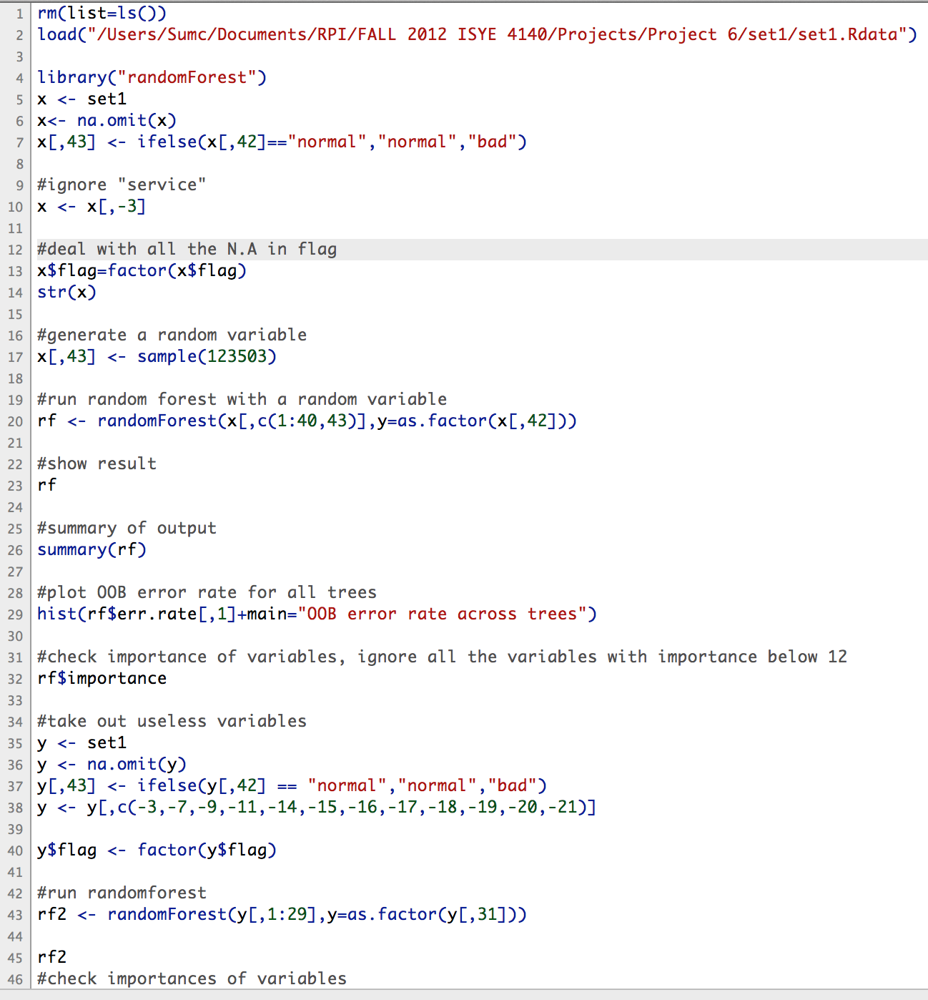 1 rm(list=ls())
2 load("/Users/Sumc/Documents/RPI/FALL 2012 ISYE 4140/Projects/Project 6/set1/set1.Rdata")
3
4 library("randomForest")
5 x <- set1
6 x<- na.omit(x)
7 x[,43] <- ifelse(x[,42]=="normal","normal","bad")
8
9 #ignore "service"
10 x <- x[,-3]
11
12 #deal with all the N.A in flag
13 x$flag=factor(x$flag)
14 str(x)
15
16 #generate a random variable
17 x[,43] <- sample(123503)
18
19 #run random forest with a random variable
20 rf <- randomForest(x[,c(1:40,43)],y=as.factor(x[,42]))
21
22 #show result
23 rf
24
25 #summary of output
26 summary(rf)
27
28 #plot OOB error rate for all trees
29 hist(rf$err.rate[,1]+main="OOB error rate across trees")
30
31 #check importance of variables, ignore all the variables with importance below 12
32 rf$importance
33
34 #take out useless variables
35 y <- set1
36 y <- na.omit(y)
37 y[,43] <- ifelse(y[,42] == "normal","normal","bad")
38 y <- y[,c(-3,-7,-9,-11,-14,-15,-16,-17,-18,-19,-20,-21)]
39
40 y$flag <- factor(y$flag)
41
42 #run randomforest
43 rf2 <- randomForest(y[,1:29],y=as.factor(y[,31]))
44
45 rf2
46 #check importances of variables